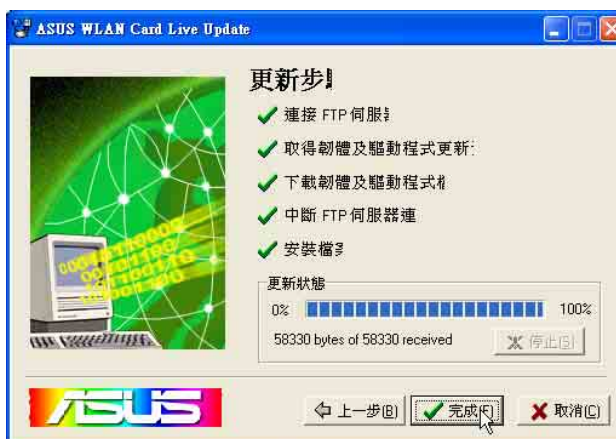 ASUS WLAN Card Live Update
更新步
連接 FTP 伺服
取得韌體及驅動程式更新
下載韌體及驅動程式
中斷 FTP 伺服器連
安裝檔
更新狀態
0% 100%
58330 bytes of 58330 received 停止(S)
ASUS 上一步(B) 完成(F) 取消(C)